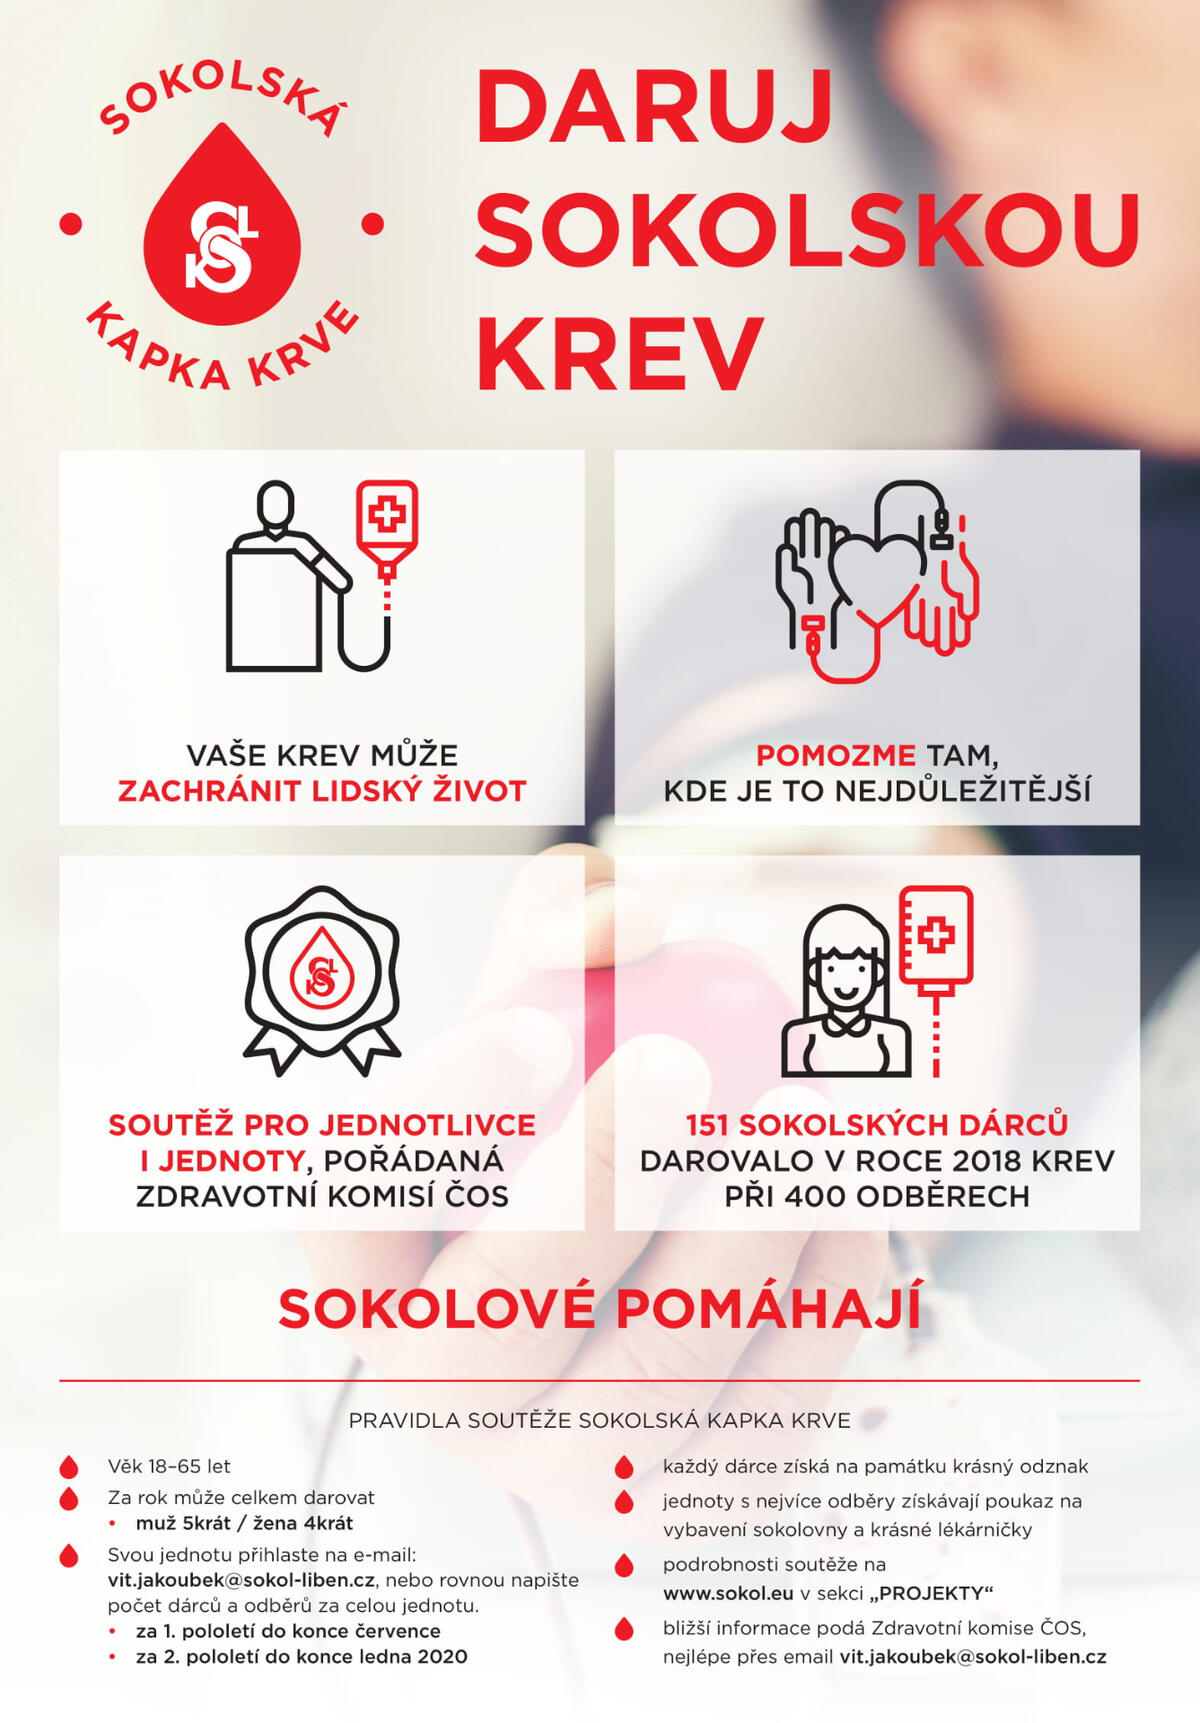 SOKOLSKÁ
KAPKA KRVE
DARUJ
SOKOLSKOU
KREV
VAŠE KREV MŮŽE
ZACHRÁNIT LIDSKÝ ŽIVOT
POMOZME TAM,
KDE JE TO NEJDŮLEŽITĚJŠÍ
SOUTĚŽ PRO JEDNOTLIVCE
I JEDNOTY, POŘÁDANÁ
ZDRAVOTNÍ KOMISÍ ČOS
151 SOKOLSKÝCH DÁRCŮ
DAROVALO V ROCE 2018 KREV
PŘI 400 ODBĚRECH
SOKOLOVÉ POMÁHAJÍ
PRAVIDLA SOUTĚŽE SOKOLSKÁ KAPKA KRVE
Věk 18–65 let
Za rok může celkem darovat
• muž 5krát / žena 4krát
Svou jednotu přihlaste na e-mail:
vit.jakoubek@sokol-liben.cz, nebo rovnou napište
počet dárců a odběrů za celou jednotu.
• za 1. pololetí do konce července
• za 2. pololetí do konce ledna 2020
každý dárce získá na památku krásný odznak
jednoty s nejvíce odběry získávají poukaz na
vybavení sokolovny a krásné lékárničky
podrobnosti soutěže na
www.sokol.eu v sekci „PROJEKTY“
bližší informace podá Zdravotní komise ČOS,
nejlépe přes email vit.jakoubek@sokol-liben.cz